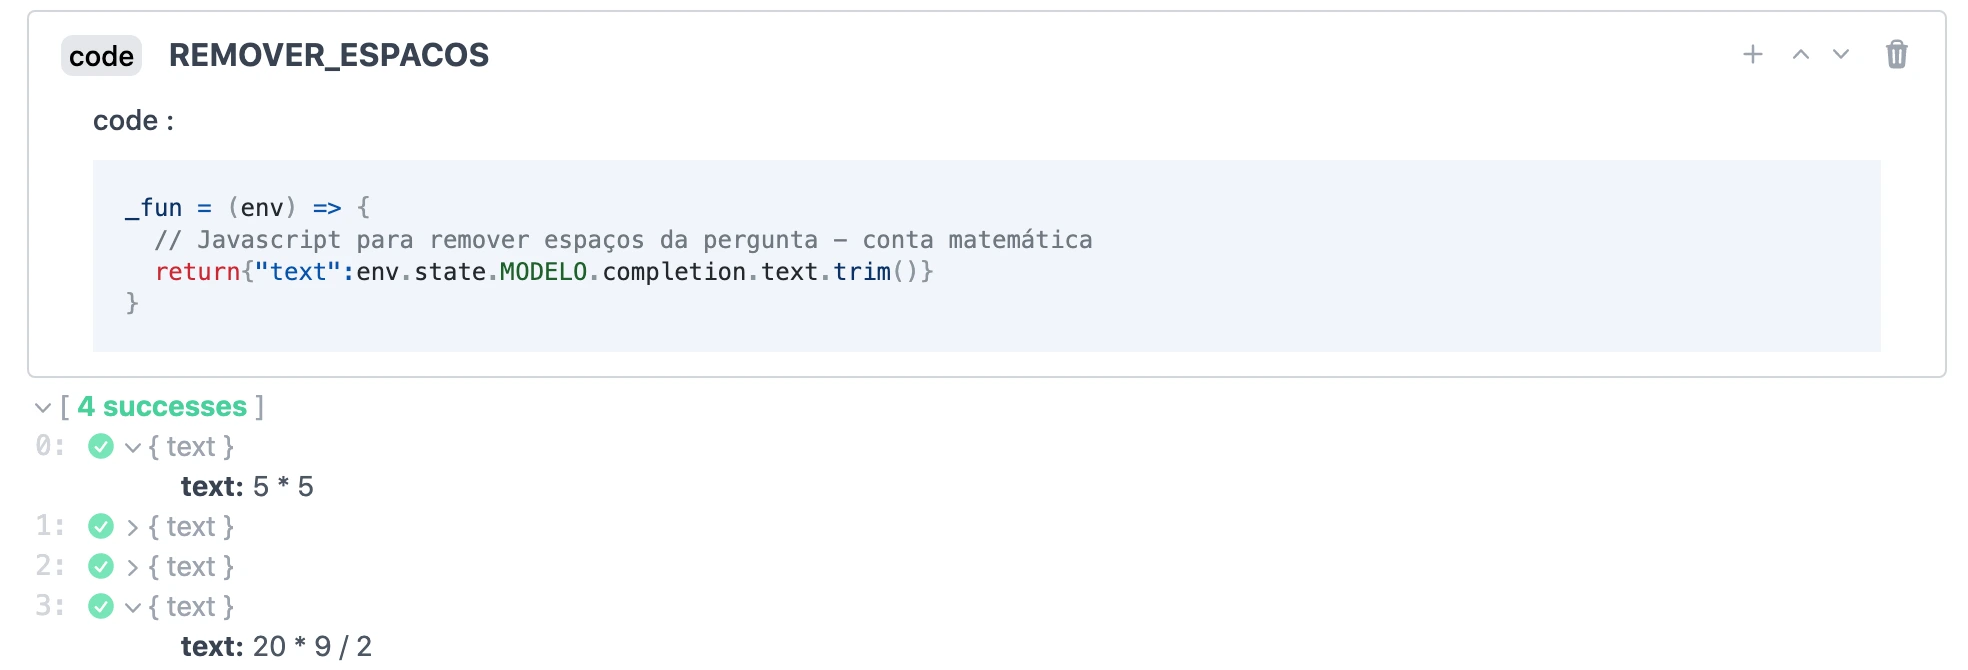 code REMOVER_ESPACOS
code :
_fun = (env) => {
// Javascript para remover espaços da pergunta – conta matemática
return{"text":env.state.MODELO.completion.text.trim()}
}
[ 4 successes ]
0: { text }
text: 5 * 5
1: { text }
2: { text }
3: { text }
text: 20 * 9 / 2